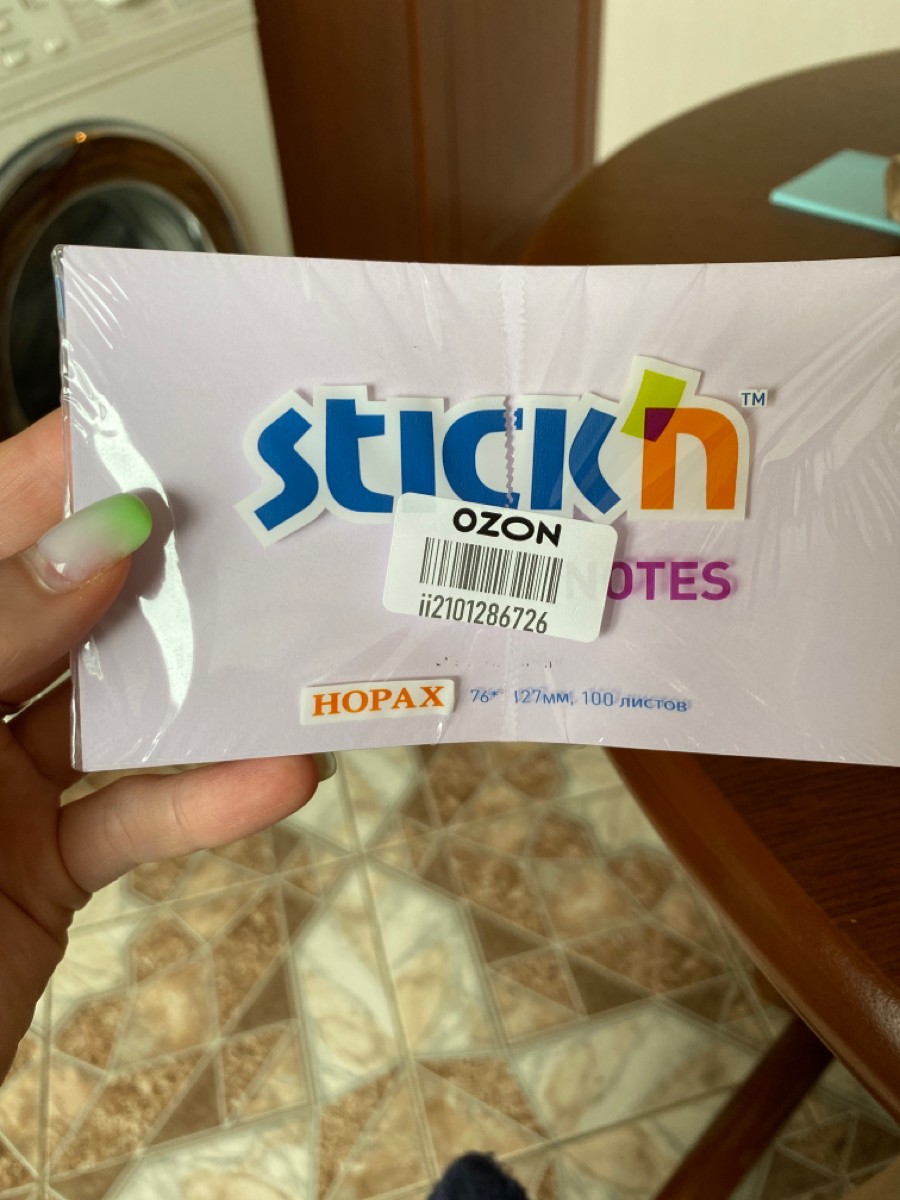 stick'n
TM
OZON
ii2101286726
NOTES
HOPAX
76* 127мм, 100 листов